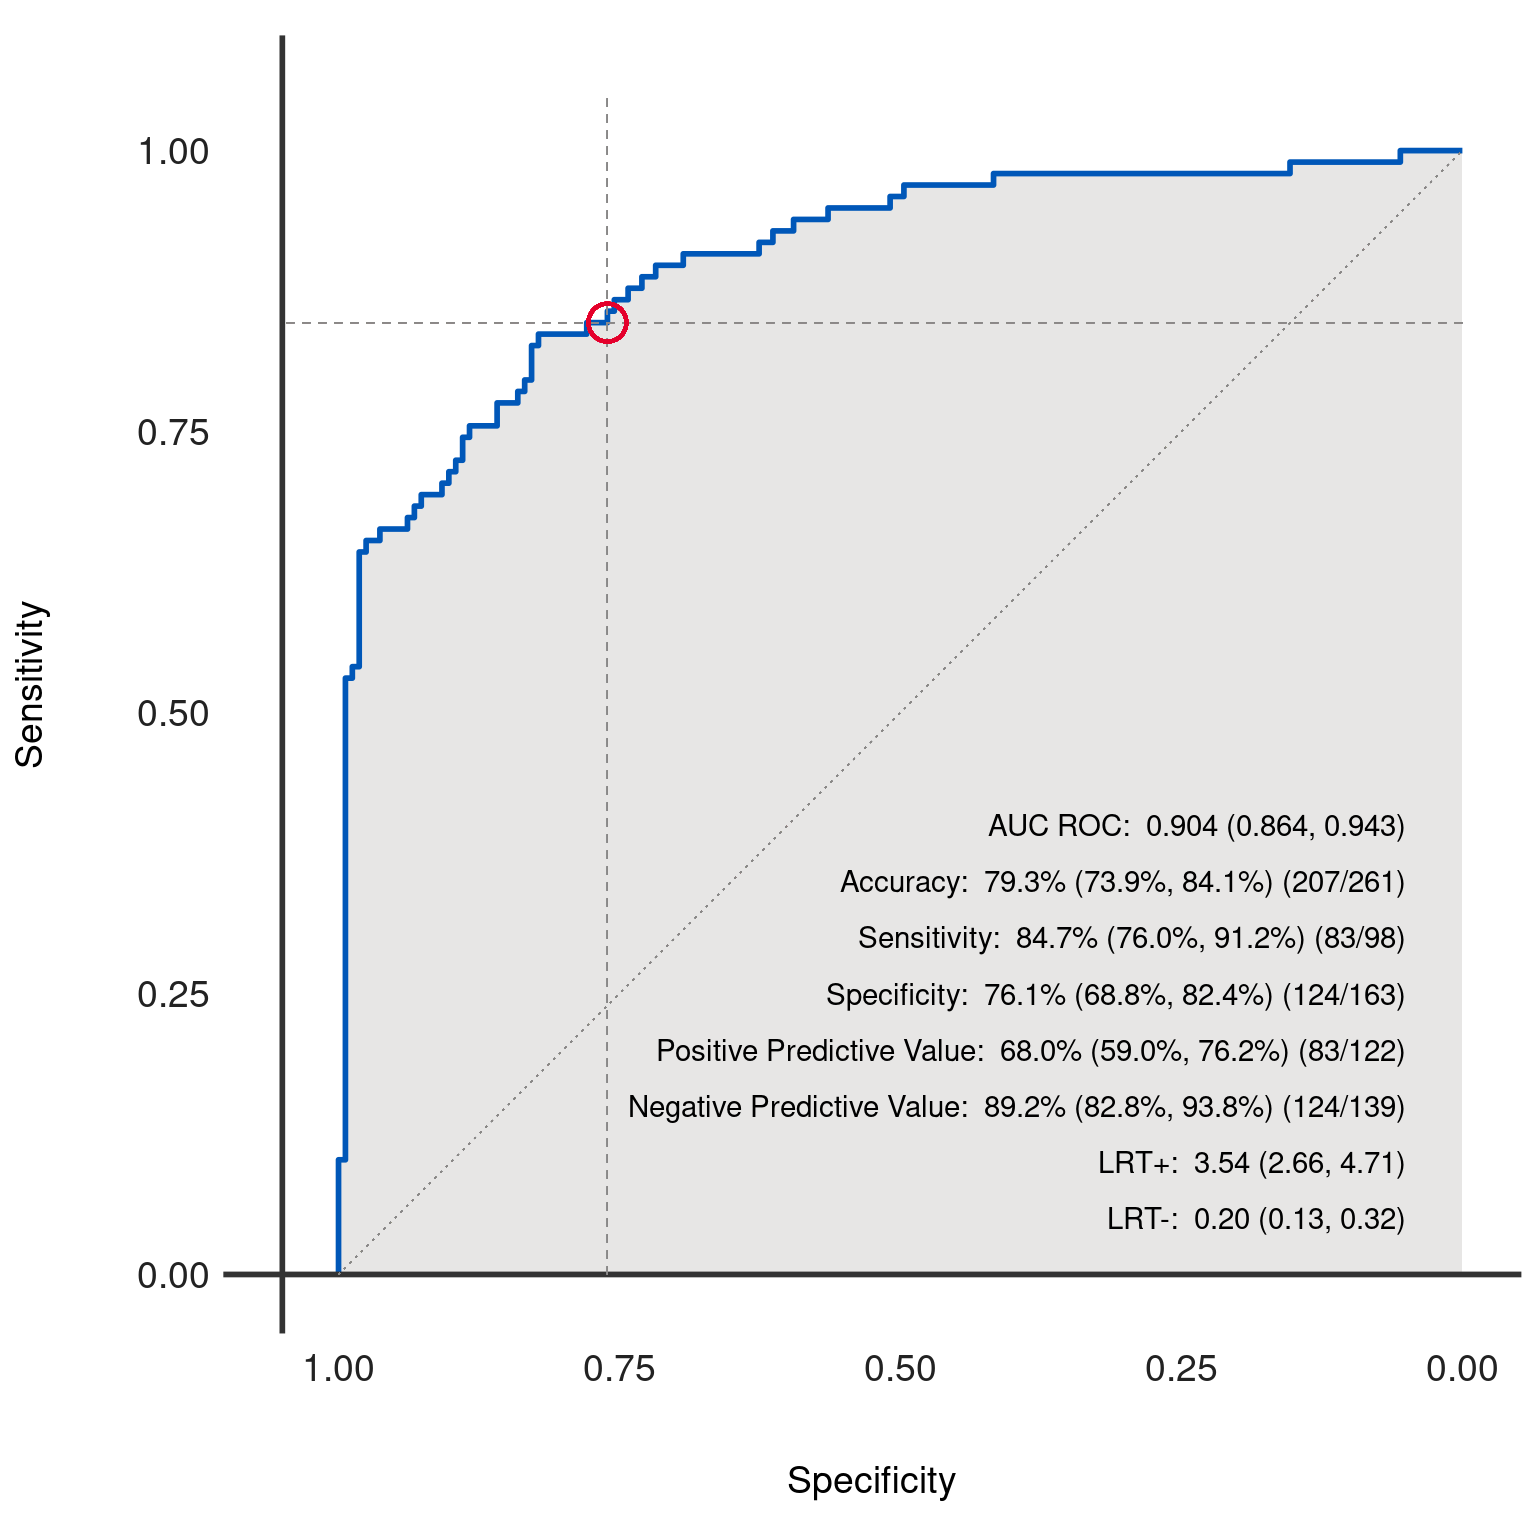 1.00
0.75
0.50
0.25
0.00
Sensitivity
AUC ROC: 0.904 (0.864, 0.943)
Accuracy: 79.3% (73.9%, 84.1%) (207/261)
Sensitivity: 84.7% (76.0%, 91.2%) (83/98)
Specificity: 76.1% (68.8%, 82.4%) (124/163)
Positive Predictive Value: 68.0% (59.0%, 76.2%) (83/122)
Negative Predictive Value: 89.2% (82.8%, 93.8%) (124/139)
LRT+: 3.54 (2.66, 4.71)
LRT-: 0.20 (0.13, 0.32)
1.00 0.75 0.50 0.25 0.00
Specificity